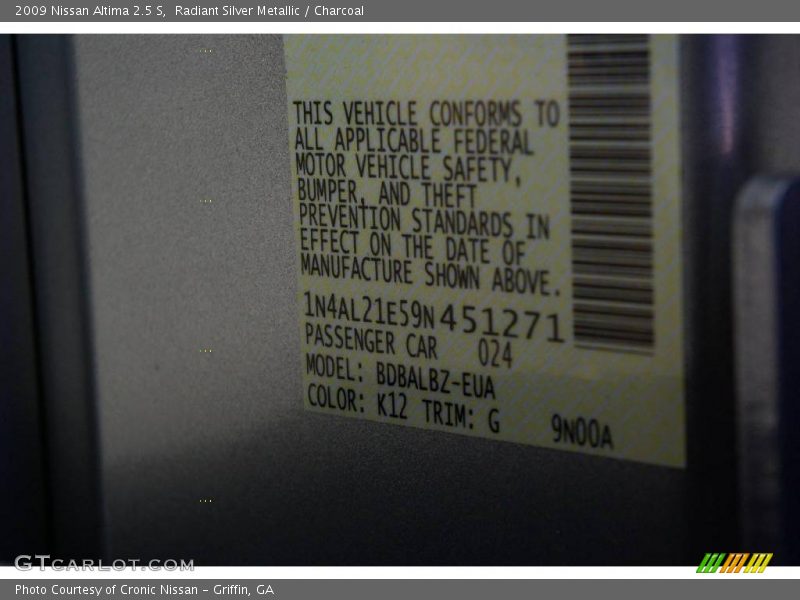 2009 Nissan Altima 2.5 S, Radiant Silver Metallic / Charcoal
THIS VEHICLE CONFORMS TO
ALL APPLICABLE FEDERAL
MOTOR VEHICLE SAFETY,
BUMPER, AND THEFT
PREVENTION STANDARDS IN
EFFECT ON THE DATE OF
MANUFACTURE SHOWN ABOVE.
1N4AL21E59N451271
PASSENGER CAR 024
MODEL: BDBALBZ-EUA
COLOR: K12 TRIM: G 9N00A
GTCARLOT.COM
Photo Courtesy of Cronic Nissan - Griffin, GA